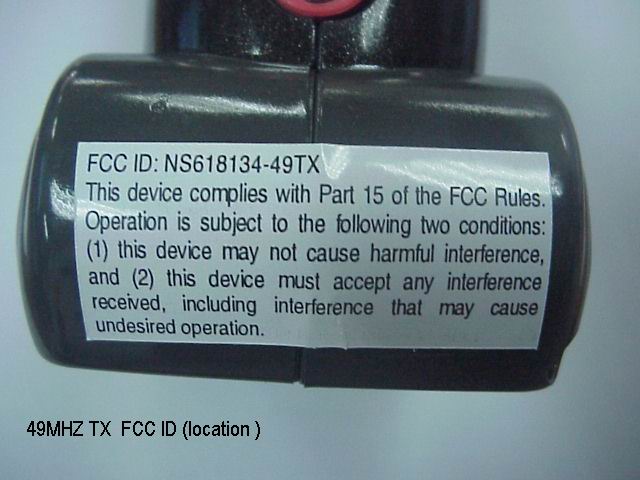 FCC ID: NS618134-49TX
This device complies with Part 15 of the FCC Rules.
Operation is subject to the following two conditions:
(1) this device may not cause harmful interference,
and (2) this device must accept any interference
received, including interference that may cause
undesired operation.
49MHZ TX  FCC ID (location )